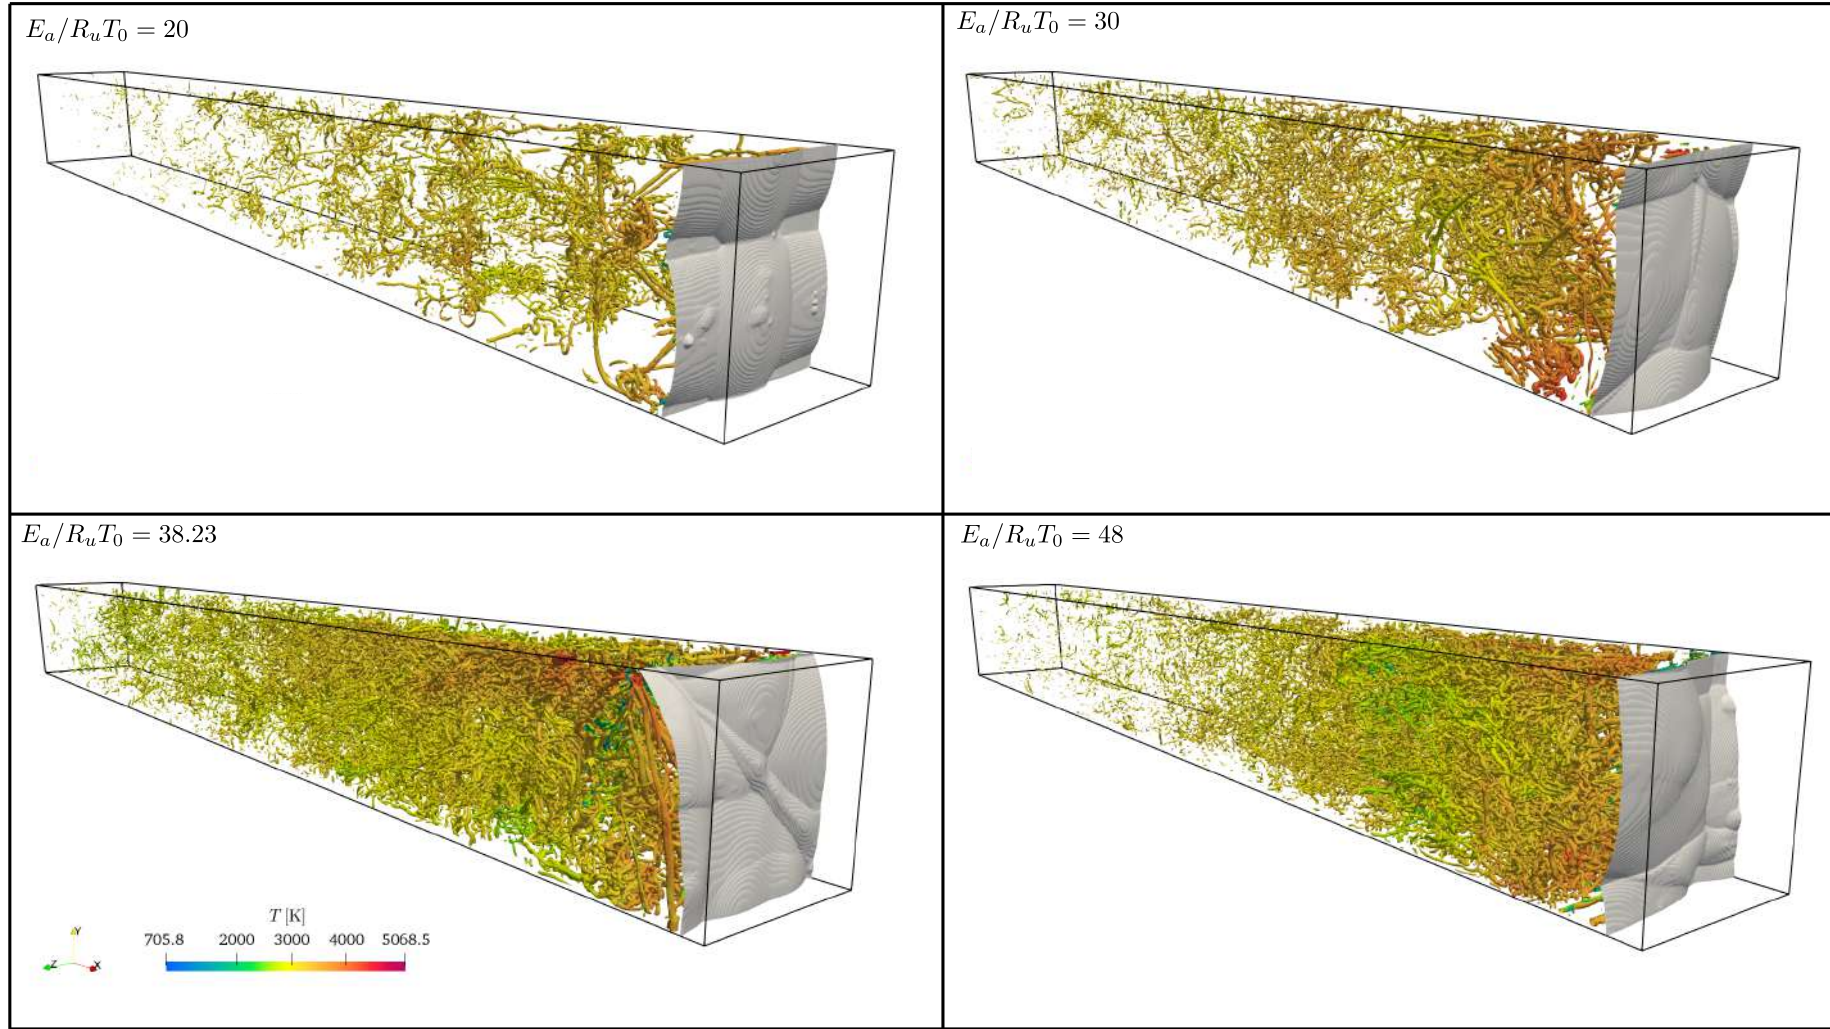 $E_a/R_uT_0 = 20$
$E_a/R_uT_0 = 30$
$E_a/R_uT_0 = 38.23$
$E_a/R_uT_0 = 48$
T [K]
705.8 2000 3000 4000 5068.5
Y
Z X